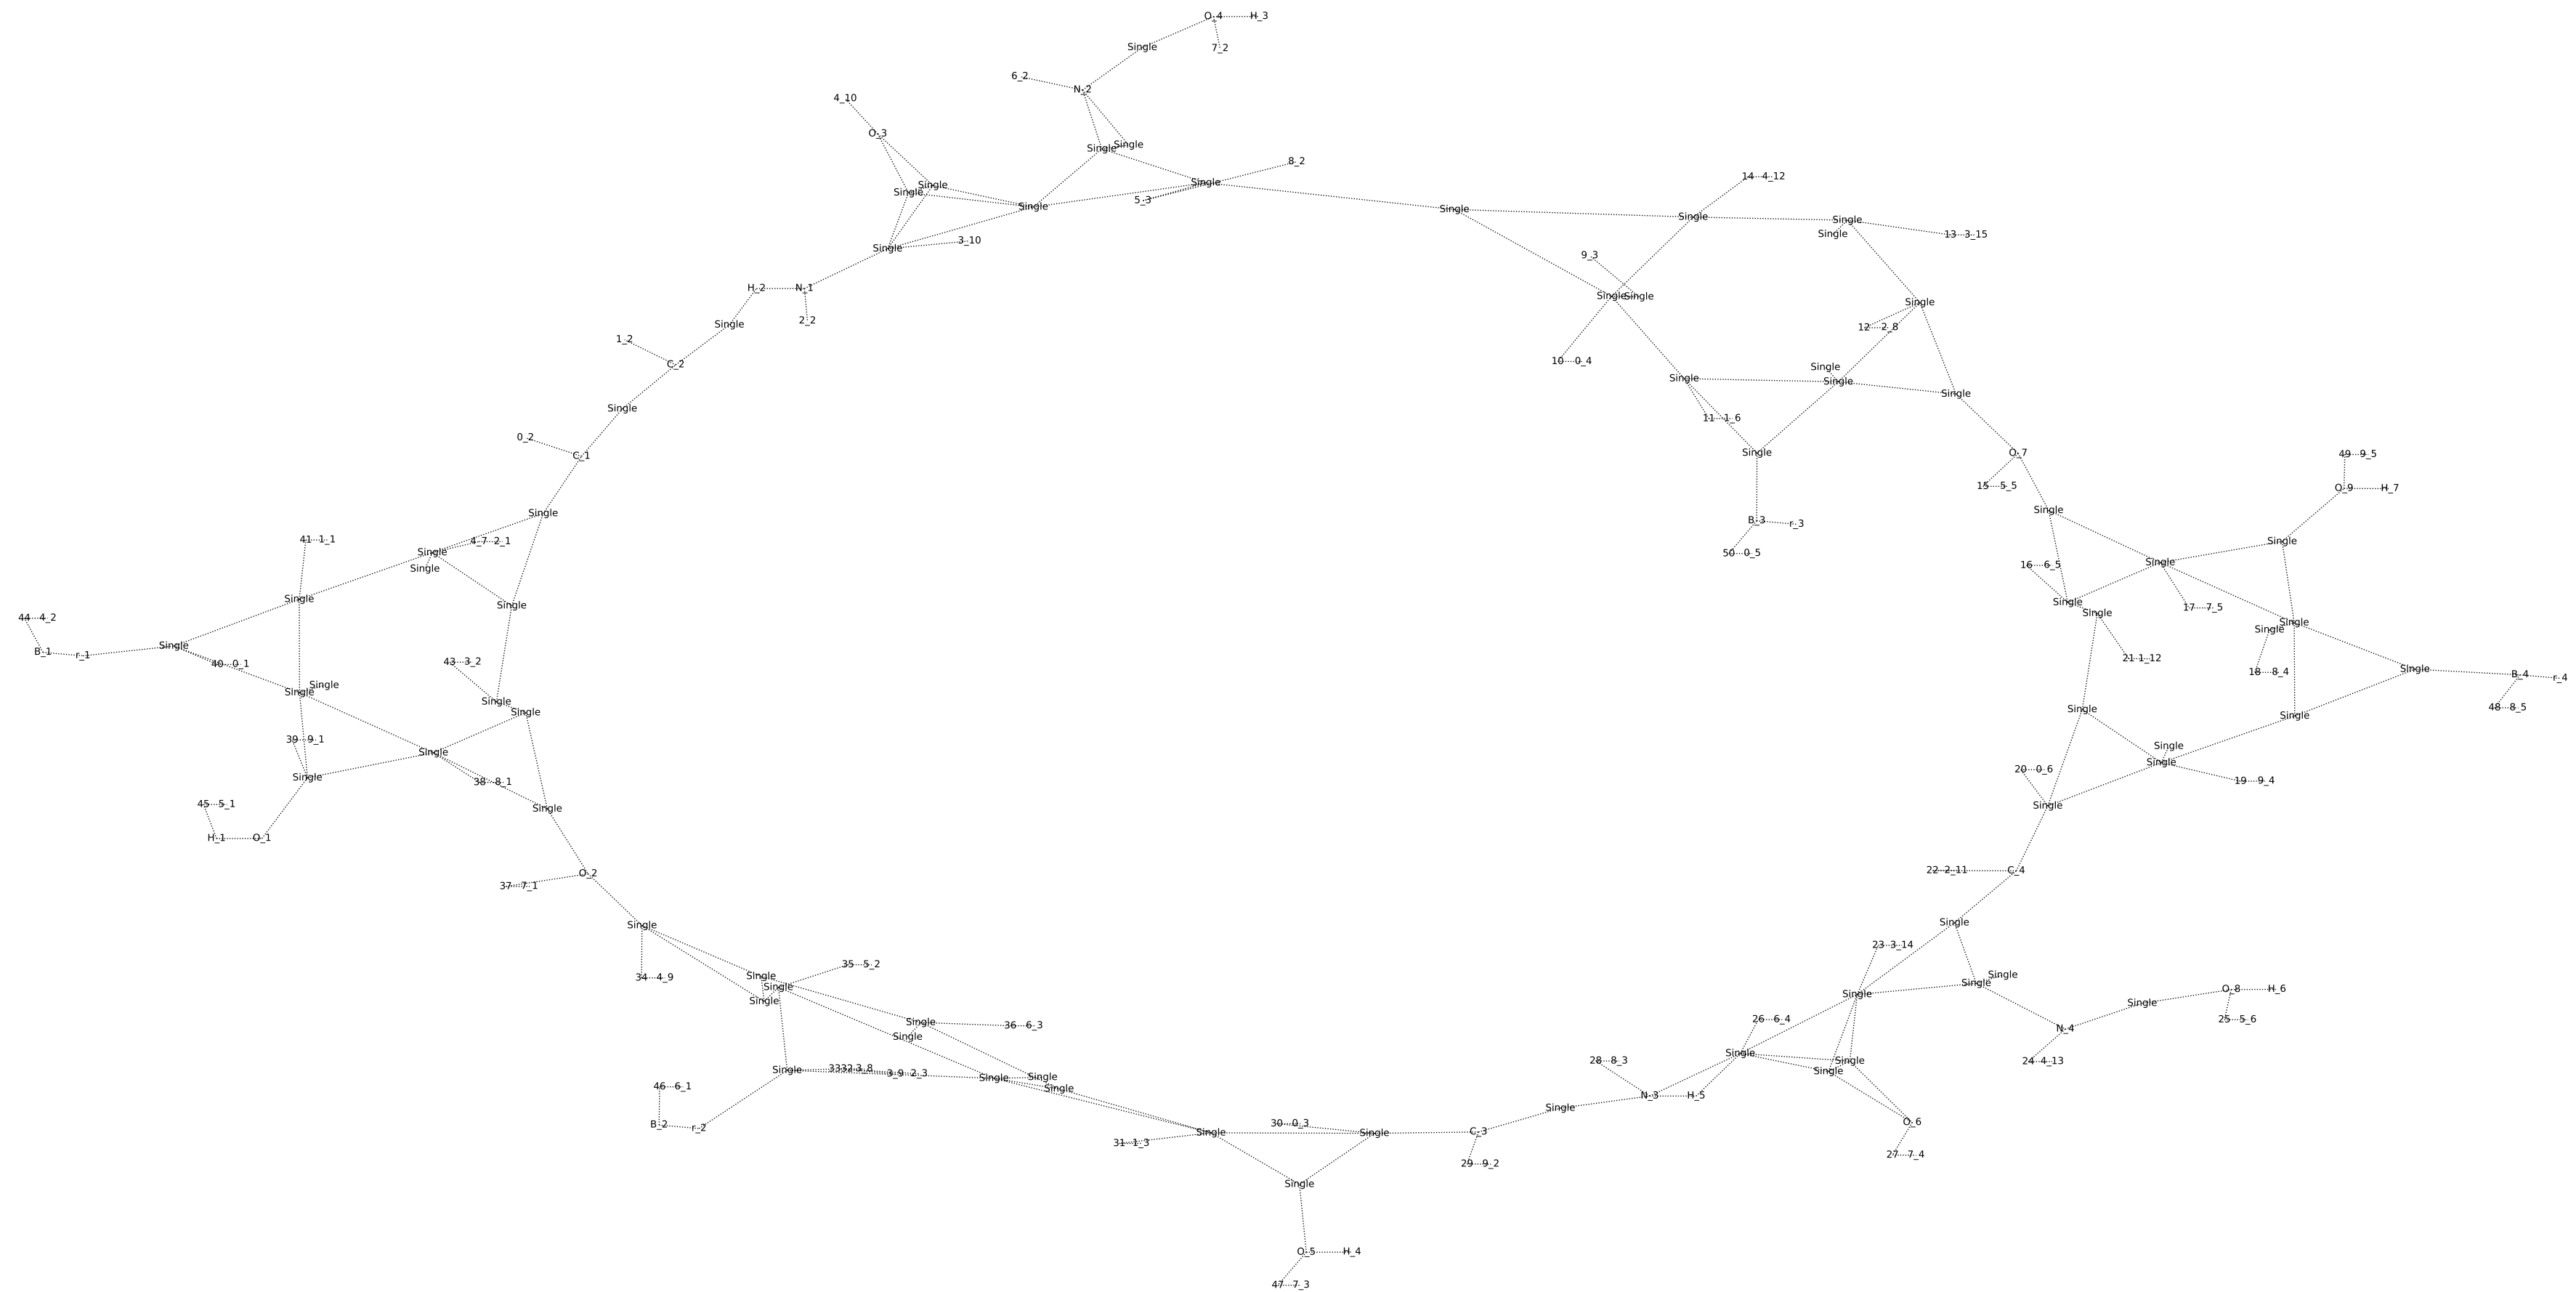 O_4 H_3
Single 7_2
6_2
N_2
4_10
O_3
Single Single
8_2
14 4_12
Single Single
Single
5_3
Single
Single
Single
Single
Single
13 3_15
3_10
Single
9_3
H_2 N_1
Single Single
Single
2_2
Single
12 2_8
1_2
C_2
10 0_4
Single
Single
Single
Single
Single
11 1_6
0_2
C_1
Single
O_7
49 9_5
15 5_5
O_9 H_7
Single
Single
B_3 r_3
41 1_1
4_7 2_1
Single
Single
50 0_5
Single
16 6_5
Single
Single
Single
Single
17 7_5
Single
44 4_2
Single
Single
Single
B_1 r_1
Single
40 0_1
43 3_2
21 1_12
18 8_4
Single
B_4 r_4
Single
Single
Single
Single
Single
48 8_5
Single
39 9_1
Single
Single
Single
Single
38 8_1
20 0_6
19 9_4
45 5_1
Single
Single
H_1 O_1
O_2
37 7_1
22 2_11 C_4
Single
Single
23 3_14
35 5_2
34 4_9
Single
Single
Single
Single
Single
Single
O_8 H_6
Single
Single
36 6_3
26 6_4
25 5_6
Single
N_4
Single
28 8_3
Single
Single
24 4_13
Single
3332 3_8
3_9 2_3
Single
Single
Single
46 6_1
Single
N_3 H_5
Single
B_2 r_2
30 0_3
O_6
31 1_3
Single
Single
C_3
29 9_2
27 7_4
Single
O_5 H_4
47 7_3